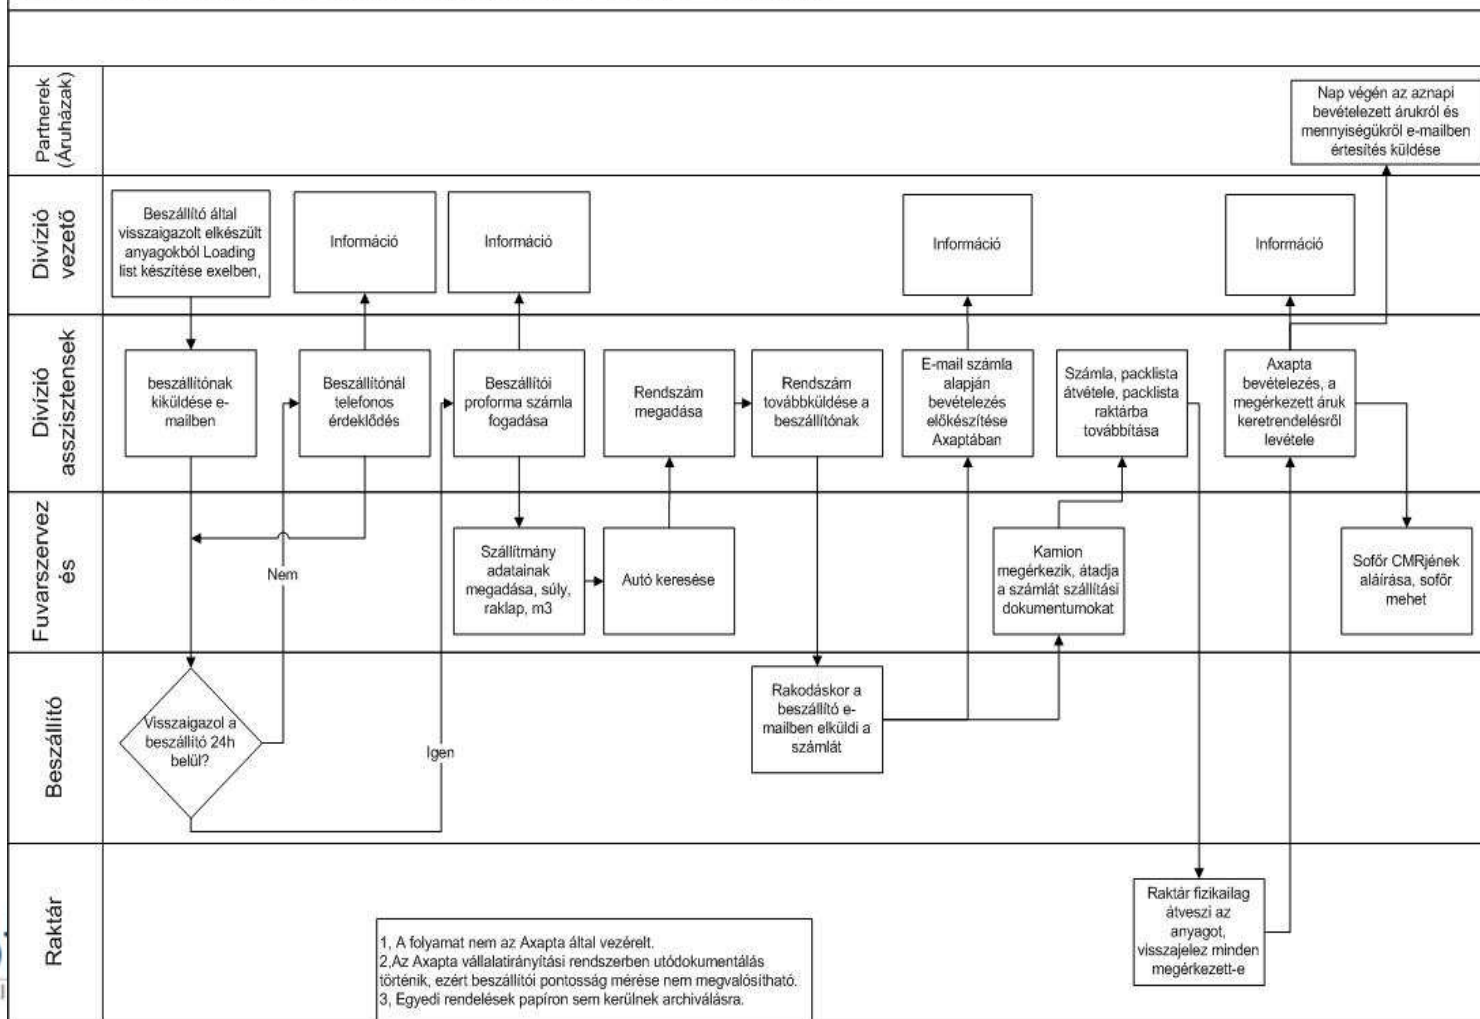 Partnerek
(Áruházak)
Nap végén az aznapi
bevételezett árukról és
mennyiségükről e-mailben
értesítés küldése
Divízió
vezető
Beszállító által
visszaigazolt elkészült
anyagokból Loading
list készítése exelben,
Információ
Információ
Információ
Információ
Divízió
asszisztensek
beszállítónak
kiküldése e-
mailben
Beszállítónál
telefonos
érdeklődés
Beszállítói
proforma számla
fogadása
Rendszám
megadása
Rendszám
továbbküldése a
beszállítónak
E-mail számla
alapján
bevételezés
előkészítése
Axaptában
Számla, packlista
átvétele, packlista
raktárba
továbbítása
Axapta
bevételezés, a
megérkezett áruk
keretrendelésről
levétele
Fuvarszervez
és
Nem
Szállítmány
adatainak
megadása, súly,
raklap, m3
Autó keresése
Kamion
megérkezik, átadja
a számlát szállítási
dokumentumokat
Sofőr CMRjének
aláírása, sofőr
mehet
Beszállító
Visszaigazol a
beszállító 24h
belül?
Igen
Rakodáskor a
beszállító e-
mailben elküldi a
számlát
Raktár
1, A folyamat nem az Axapta által vezérelt.
2,Az Axapta vállalatirányítási rendszerben utódokumentálás
történik, ezért beszállítói pontosság mérése nem megvalósítható.
3, Egyedi rendelések papíron sem kerülnek archiválásra.
Raktár fizikailag
átveszi az
anyagot,
visszajelez minden
megérkezett-e